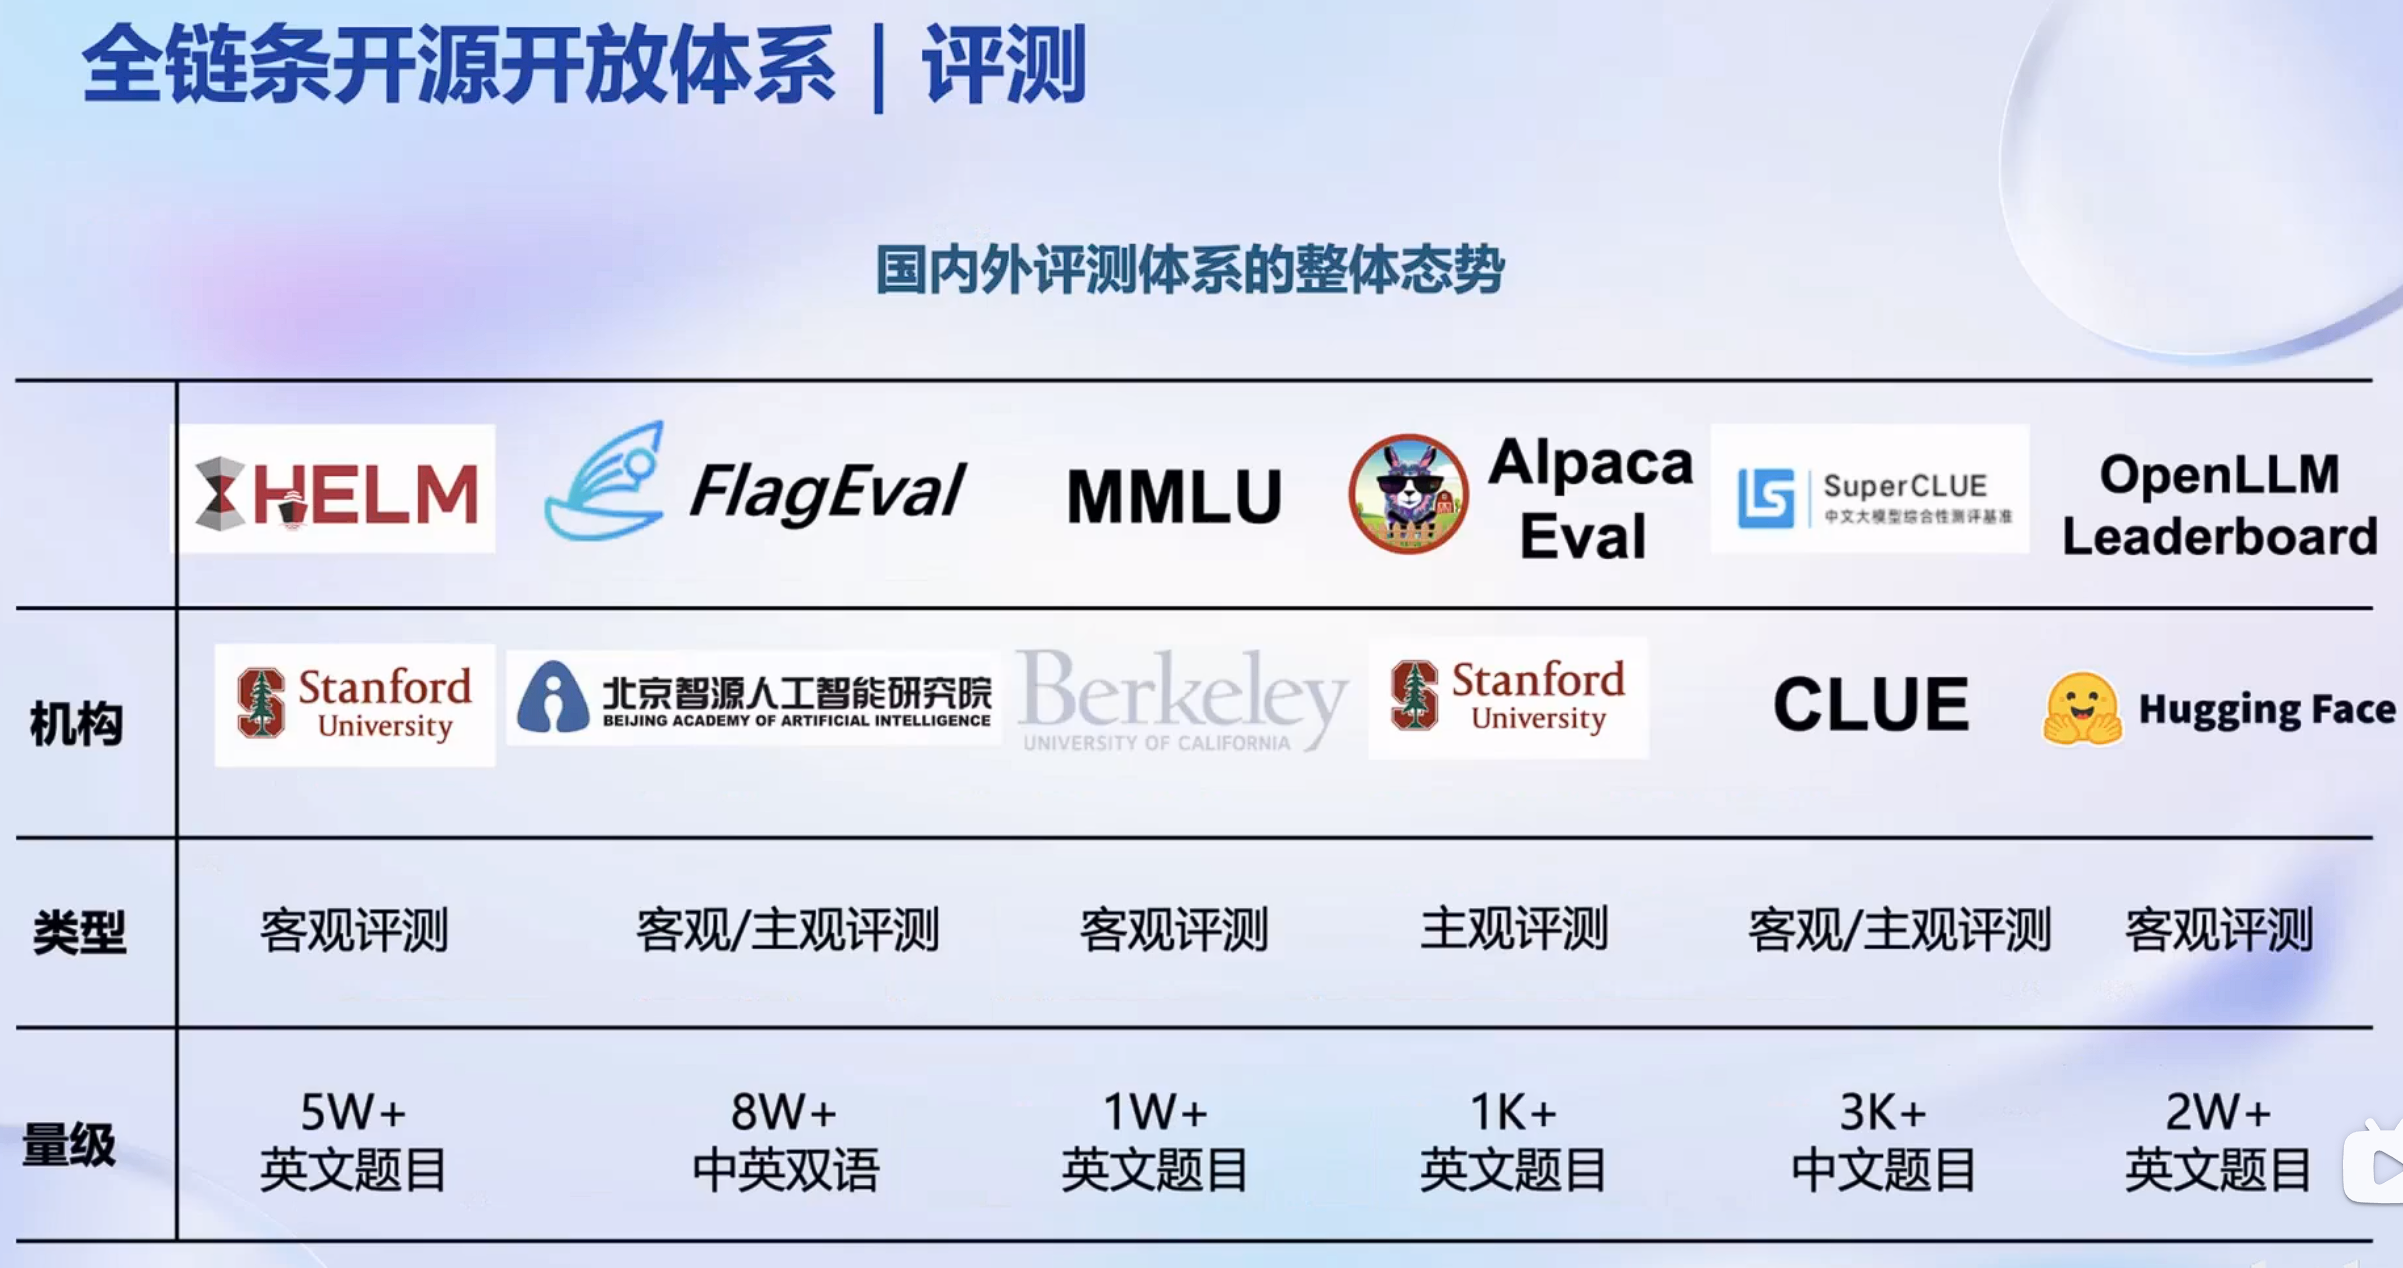 全链条开源开放体系 | 评测
国内外评测体系的整体态势
HELM
FlagEval
MMLU
Alpaca
Eval
SuperCLUE
中文大模型综合性测评基准
OpenLLM
Leaderboard
机构
Stanford
University
北京智源人工智能研究院
BEIJING ACADEMY OF ARTIFICIAL INTELLIGENCE
Berkeley
UNIVERSITY OF CALIFORNIA
Stanford
University
CLUE
Hugging Face
类型
客观评测
客观/主观评测
客观评测
主观评测
客观/主观评测
客观评测
量级
5W+
英文题目
8W+
中英双语
1W+
英文题目
1K+
英文题目
3K+
中文题目
2W+
英文题目